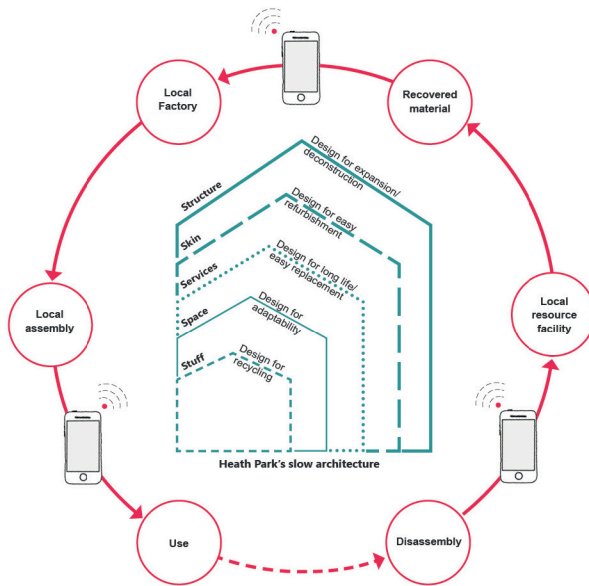 Local
Factory
Recovered
material
Structure
Design for expansion/
deconstruction
Skin
Design for easy
refurbishment
Services
Design for long life/
easy replacement
Local
assembly
Space
Design for
adaptability
Local
resource
facility
Stuff
Design for
recycling
Heath Park's slow architecture
Use
Disassembly